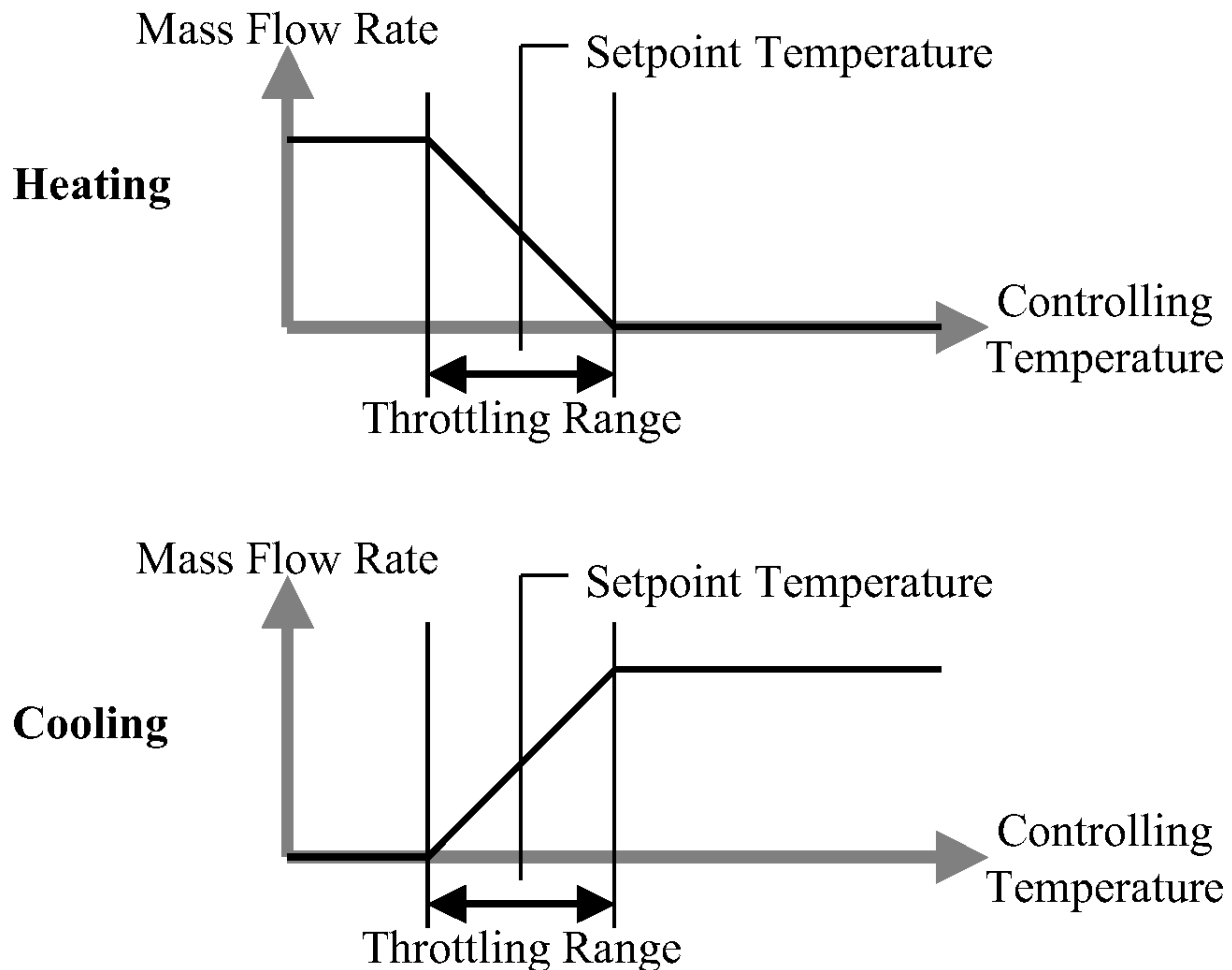 Mass Flow Rate
Setpoint Temperature
Heating
Controlling
Temperature
Throttling Range
Mass Flow Rate
Setpoint Temperature
Cooling
Controlling
Temperature
Throttling Range